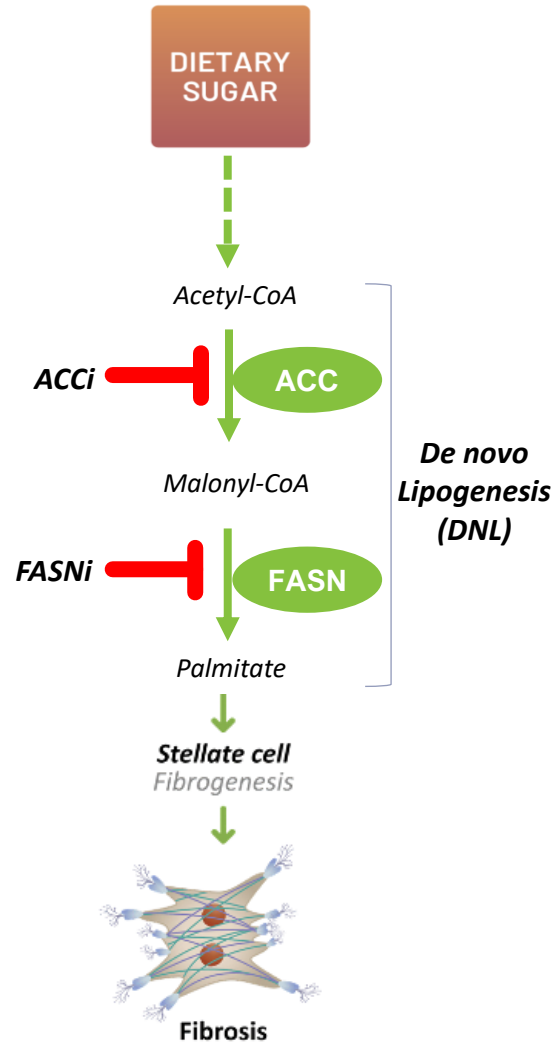 DIETARY
SUGAR
Acetyl-CoA
ACCi
ACC
Malonyl-CoA
De novo
Lipogenesis
(DNL)
FASNi
FASN
Palmitate
Stellate cell
Fibrogenesis
Fibrosis